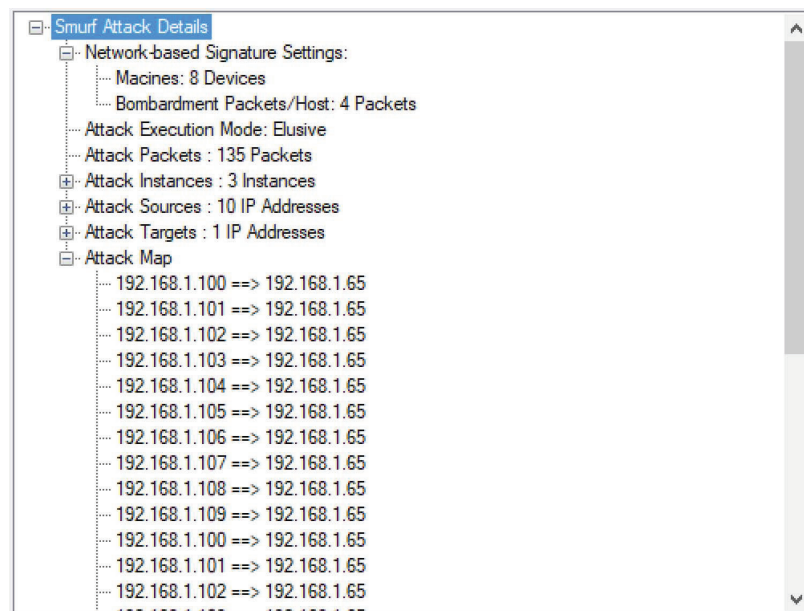 Smurf Attack Details
Network-based Signature Settings:
Macines: 8 Devices
Bombardment Packets/Host: 4 Packets
Attack Execution Mode: Elusive
Attack Packets : 135 Packets
Attack Instances : 3 Instances
Attack Sources : 10 IP Addresses
Attack Targets : 1 IP Addresses
Attack Map
192.168.1.100 ==> 192.168.1.65
192.168.1.101 ==> 192.168.1.65
192.168.1.102 ==> 192.168.1.65
192.168.1.103 ==> 192.168.1.65
192.168.1.104 ==> 192.168.1.65
192.168.1.105 ==> 192.168.1.65
192.168.1.106 ==> 192.168.1.65
192.168.1.107 ==> 192.168.1.65
192.168.1.108 ==> 192.168.1.65
192.168.1.109 ==> 192.168.1.65
192.168.1.100 ==> 192.168.1.65
192.168.1.101 ==> 192.168.1.65
192.168.1.102 ==> 192.168.1.65